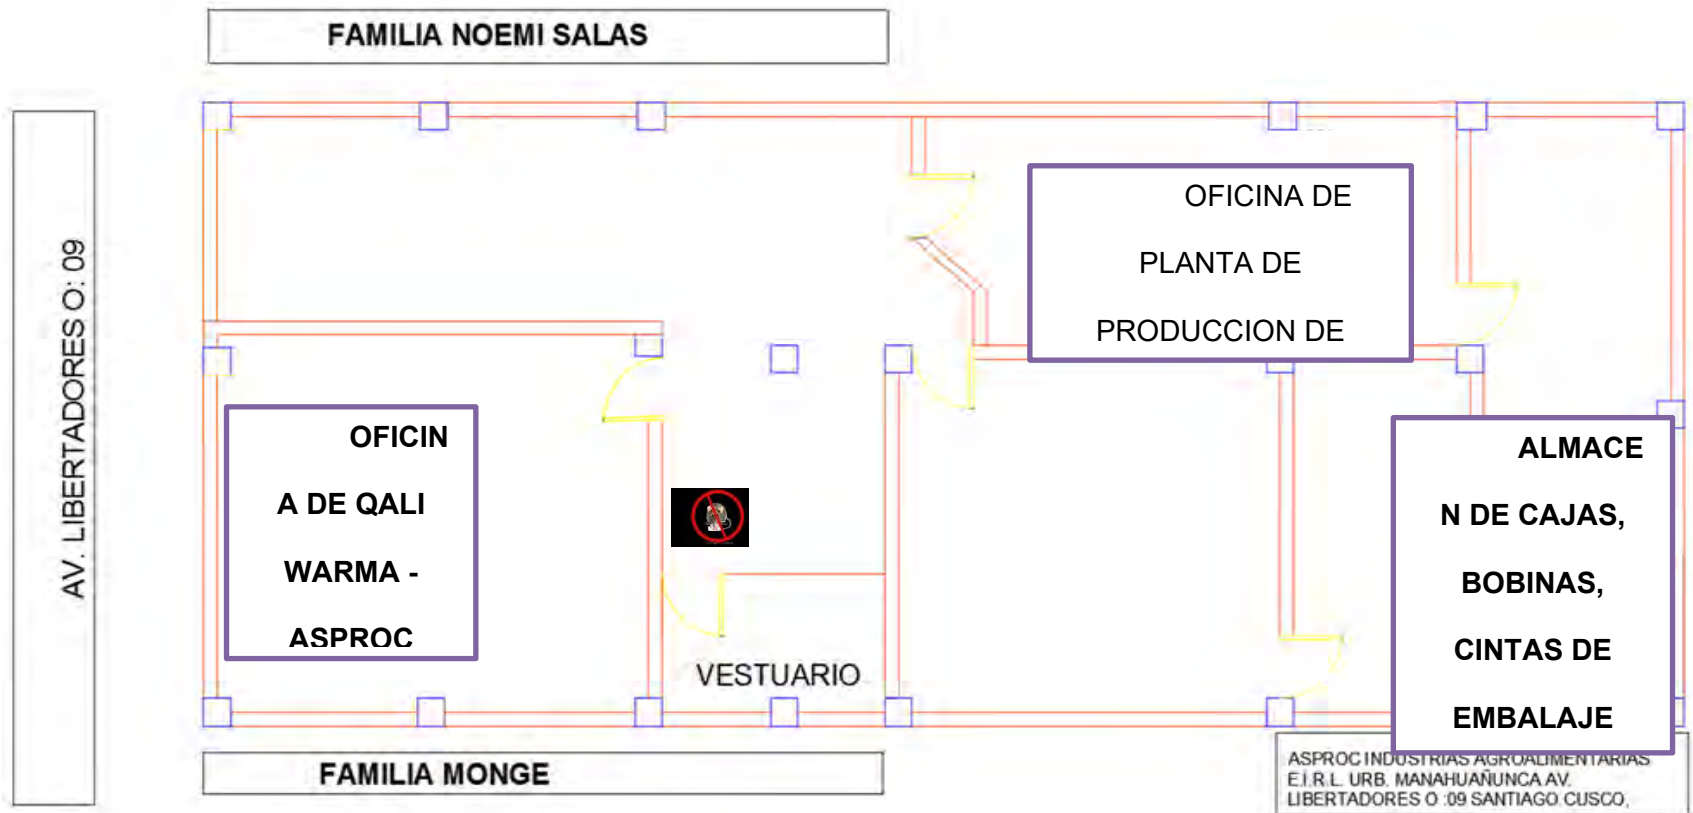 FAMILIA NOEMI SALAS
AV. LIBERTADORES O: 09
OFICINA DE
PLANTA DE
PRODUCCION DE
OFICIN
A DE QALI
WARMA -
ASPROC
VESTUARIO
ALMACE
N DE CAJAS,
BOBINAS,
CINTAS DE
EMBALAJE
FAMILIA MONGE
ASPROC INDUSTRIAS AGROALIMENTARIAS
E.I.R.L. URB. MANAHUAÑUNCA AV.
LIBERTADORES O :09 SANTIAGO CUSCO,